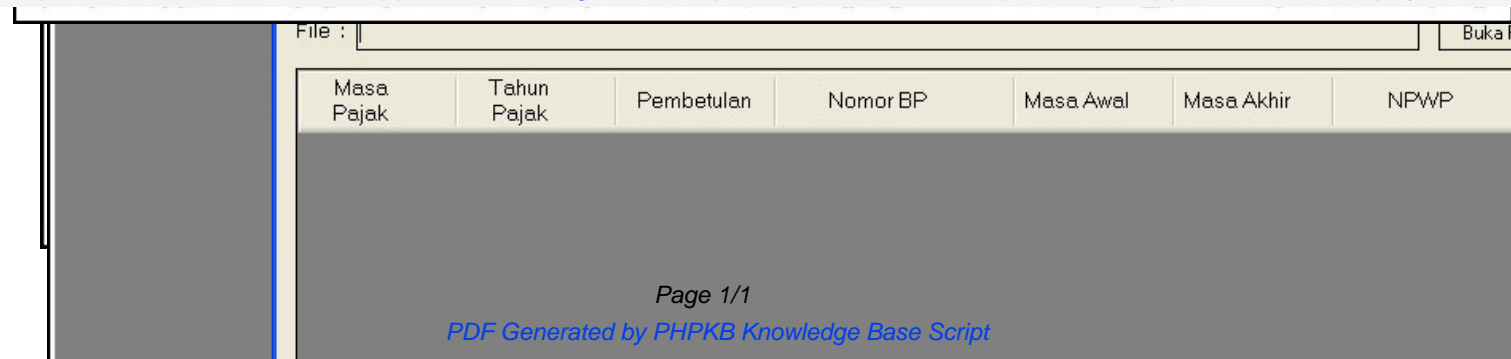 File :
Buka
Masa Pajak
Tahun Pajak
Pembetulan
Nomor BP
Masa Awal
Masa Akhir
NPWP
Page 1/1
PDF Generated by PHPKB Knowledge Base Script